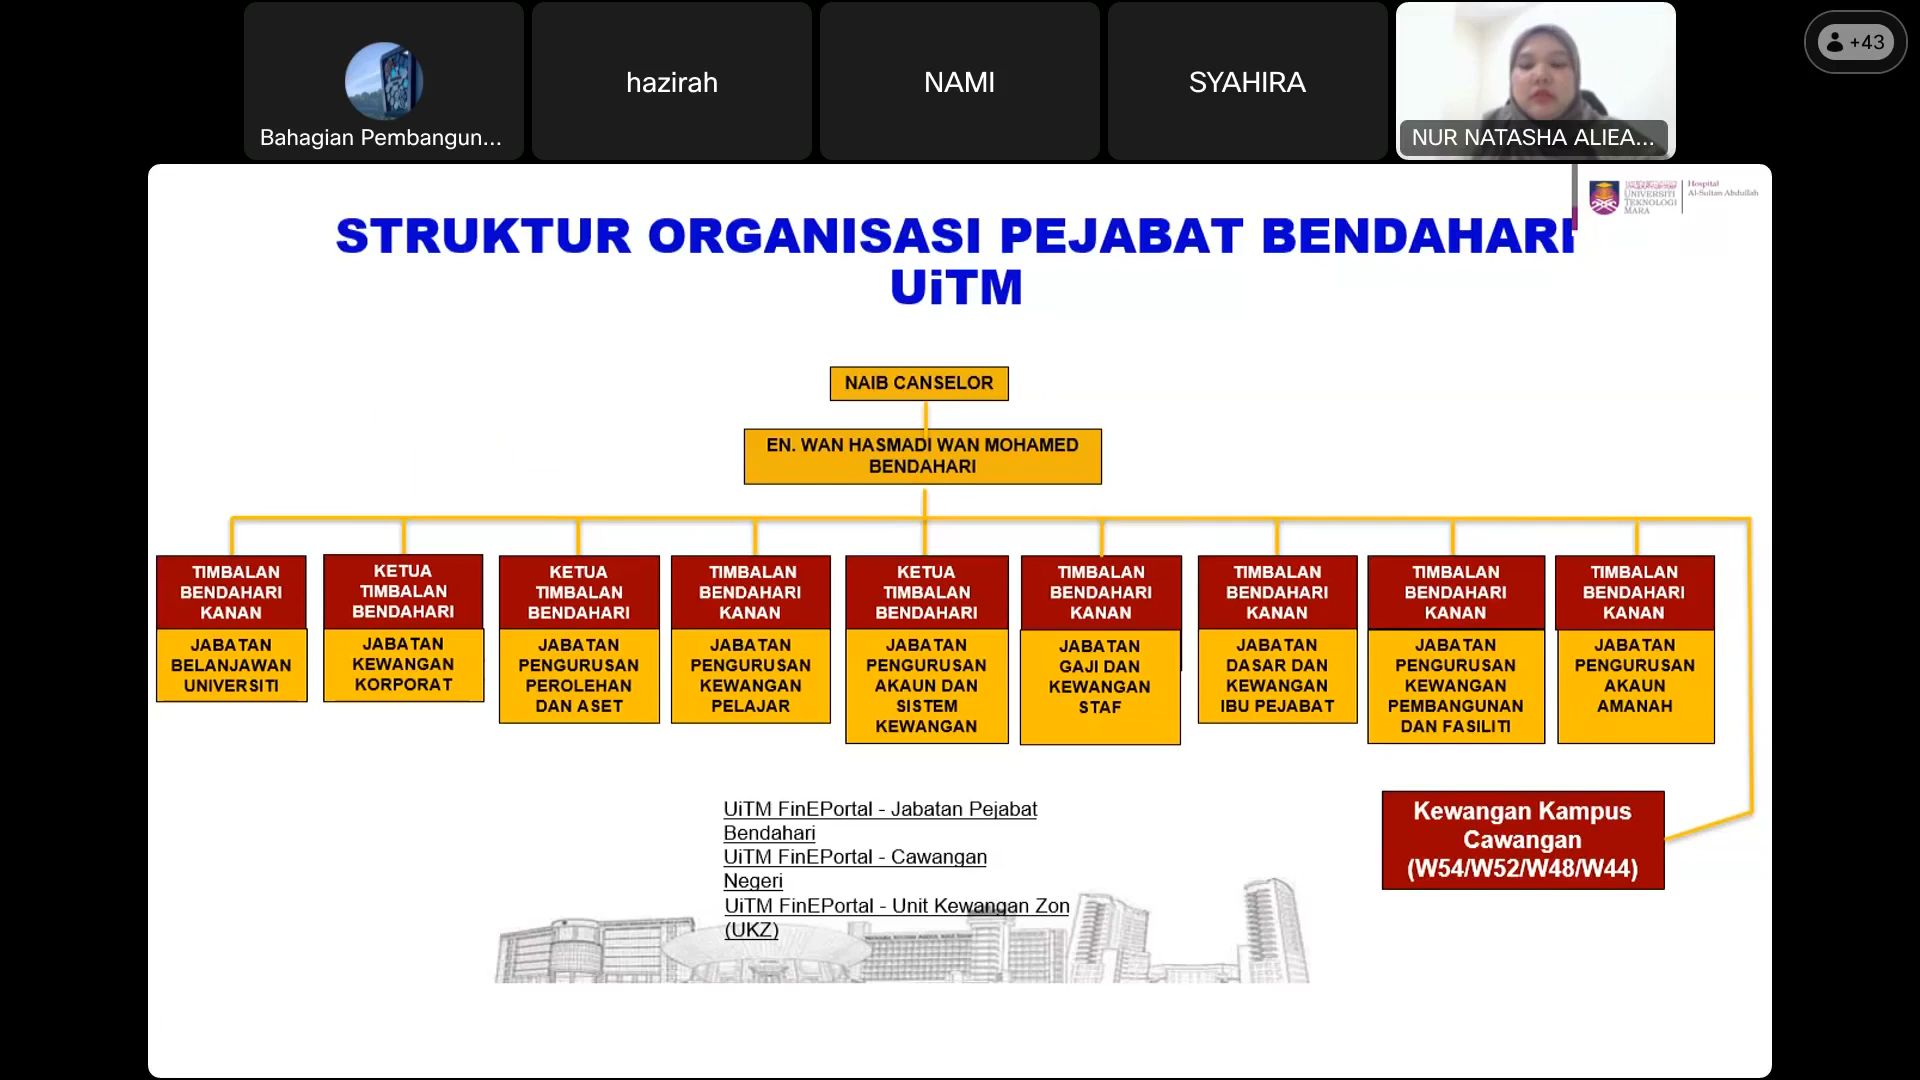 Bahagian Pembangun...
hazirah
NAMI
SYAHIRA
NUR NATASHA ALIEA...
+43
UNIVERSITI
TEKNOLOGI
MARA
Hospital
Al-Sultan Abdullah
STRUKTUR ORGANISASI PEJABAT BENDAHARI
UiTM
NAIB CANSELOR
EN. WAN HASMADI WAN MOHAMED
BENDAHARI
TIMBALAN
BENDAHARI
KANAN
JABATAN
BELANJAWAN
UNIVERSITI
KETUA
TIMBALAN
BENDAHARI
JABATAN
KEWANGAN
KORPORAT
KETUA
TIMBALAN
BENDAHARI
JABATAN
PENGURUSAN
PEROLEHAN
DAN ASET
TIMBALAN
BENDAHARI
KANAN
JABATAN
PENGURUSAN
KEWANGAN
PELAJAR
KETUA
TIMBALAN
BENDAHARI
JABATAN
PENGURUSAN
AKAUN DAN
SISTEM
KEWANGAN
TIMBALAN
BENDAHARI
KANAN
JABATAN
GAJI DAN
KEWANGAN
STAF
TIMBALAN
BENDAHARI
KANAN
JABATAN
DASAR DAN
KEWANGAN
IBU PEJABAT
TIMBALAN
BENDAHARI
KANAN
JABATAN
PENGURUSAN
KEWANGAN
PEMBANGUNAN
DAN FASILITI
TIMBALAN
BENDAHARI
KANAN
JABATAN
PENGURUSAN
AKAUN
AMANAH
UiTM FinEPortal - Jabatan Pejabat
Bendahari
UiTM FinEPortal - Cawangan
Negeri
UiTM FinEPortal - Unit Kewangan Zon
(UKZ)
Kewangan Kampus
Cawangan
(W54/W52/W48/W44)